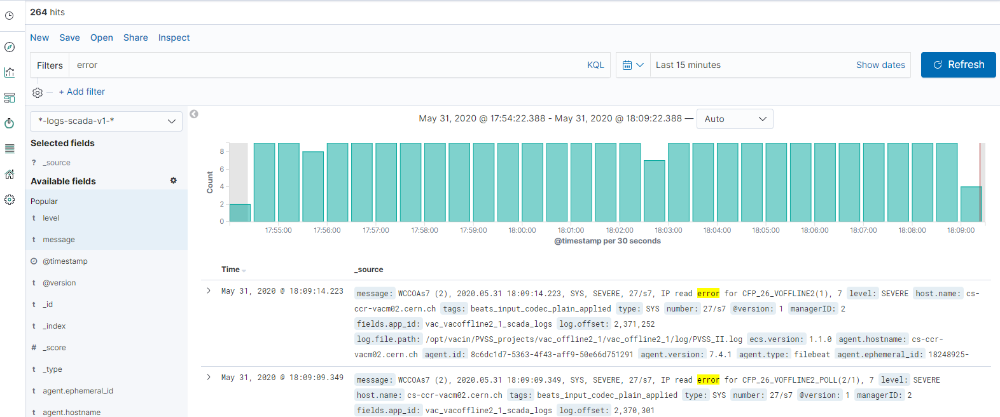 264 hits
New Save Open Share Inspect
Filters error KQL Last 15 minutes Show dates Refresh
+ Add filter
*-logs-scada-v1-*
Selected fields
? _source
Available fields
Popular
t level
t message
@timestamp
t @version
t _id
t _index
# _score
t _type
t agent.ephemeral_id
t agent.hostname
May 31, 2020 @ 17:54:22.388 - May 31, 2020 @ 18:09:22.388 — Auto
Count
8
6
4
2
0
17:55:00 17:56:00 17:57:00 17:58:00 17:59:00 18:00:00 18:01:00 18:02:00 18:03:00 18:04:00 18:05:00 18:06:00 18:07:00 18:08:00 18:09:00
@timestamp per 30 seconds
Time _source
May 31, 2020 @ 18:09:14.223 message: WCCOAs7 (2), 2020.05.31 18:09:14.223, SYS, SEVERE, 27/s7, IP read error for CFP_26_VOFFLINE2(1), 7 level: SEVERE host.name: cs-
ccr-vacm02.cern.ch tags: beats_input_codec_plain_applied type: SYS number: 27/s7 @version: 1 managerID: 2
fields.app_id: vac_vacoffline2_1_scada_logs log.offset: 2,371,252
log.file.path: /opt/vacin/PVSS_projects/vac_offline2_1/vac_offline2_1/log/PVSS_II.log ecs.version: 1.1.0 agent.hostname: cs-ccr-
vacm02.cern.ch agent.id: 8c6dc1d7-5363-4f43-aff9-50e66d751291 agent.version: 7.4.1 agent.type: filebeat agent.ephemeral_id: 18248925-
May 31, 2020 @ 18:09:09.349 message: WCCOAs7 (2), 2020.05.31 18:09:09.349, SYS, SEVERE, 27/s7, IP read error for CFP_26_VOFFLINE2_POLL(2/1), 7 level: SEVERE
host.name: cs-ccr-vacm02.cern.ch tags: beats_input_codec_plain_applied type: SYS number: 27/s7 @version: 1 managerID: 2
fields.app_id: vac_vacoffline2_1_scada_logs log.offset: 2,370,301